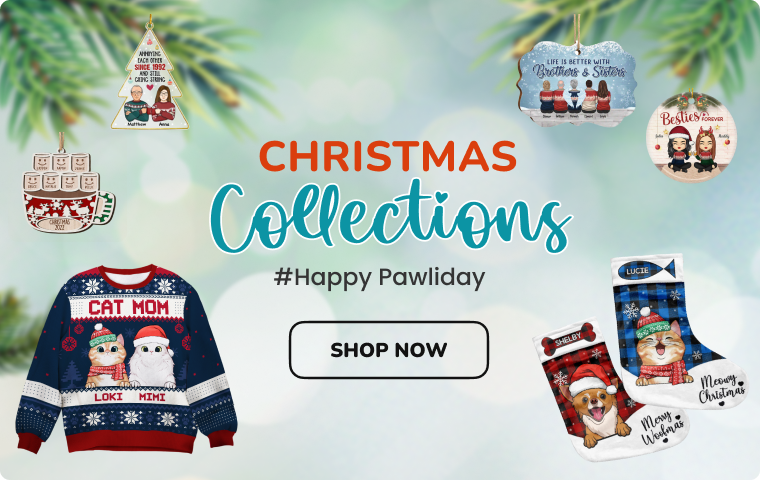 CHRISTMAS
Collections
#Happy Pawliday
SHOP NOW
ANNOYING
EACH OTHER
SINCE 1992
AND STILL
GOING STRONG
Matthew Anna
CHRISTMAS
2022
LIFE IS BETTER WITH
Brothers & Sisters
Besties
FOREVER
CAT MOM
LOKI MIMI
LUCIE
Meowy
Christmas
SHELBY
Merry
Woofmas